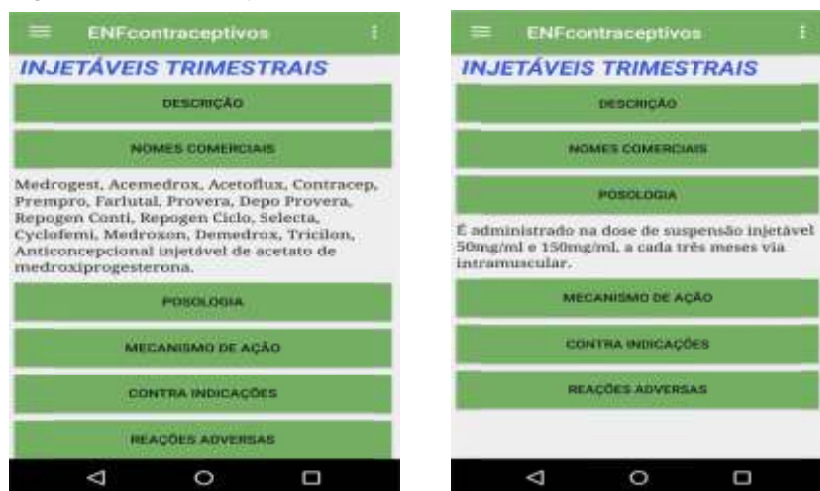 ENFcontraceptivos
INJETÁVEIS TRIMESTRAIS
DESCRIÇÃO
NOMES COMERCIAIS
Medrogest, Acemedrox, Acetoflux, Contracep,
Prempro, Farlutal, Provera, Depo Provera,
Repogen Conti, Repogen Ciclo, Selecta,
Cyclofemi, Medroxon, Demedrox, Tricilon,
Anticoncepcional injetável de acetato de
medroxiprogesterona.
POSOLOGIA
MECANISMO DE AÇÃO
CONTRA INDICAÇÕES
REAÇÕES ADVERSAS
ENFcontraceptivos
INJETÁVEIS TRIMESTRAIS
DESCRIÇÃO
NOMES COMERCIAIS
POSOLOGIA
É administrado na dose de suspensão injetável
50mg/ml e 150mg/ml, a cada três meses via
intramuscular.
MECANISMO DE AÇÃO
CONTRA INDICAÇÕES
REAÇÕES ADVERSAS